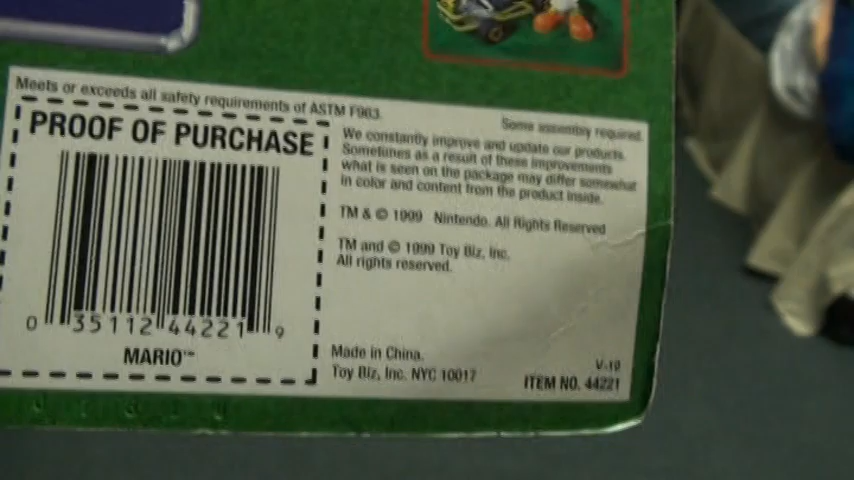 Meets or exceeds all safety requirements of ASTM F963.
Some assembly required.
PROOF OF PURCHASE
0 35112 44221 9
MARIO™
We constantly improve and update our products.
Sometimes as a result of these improvements
what is seen on the package may differ somewhat
in color and content from the product inside.
TM & © 1999 Nintendo. All Rights Reserved
TM and © 1999 Toy Biz, Inc.
All rights reserved.
Made in China.
Toy Biz, Inc. NYC 10017
V-10
ITEM NO. 44221